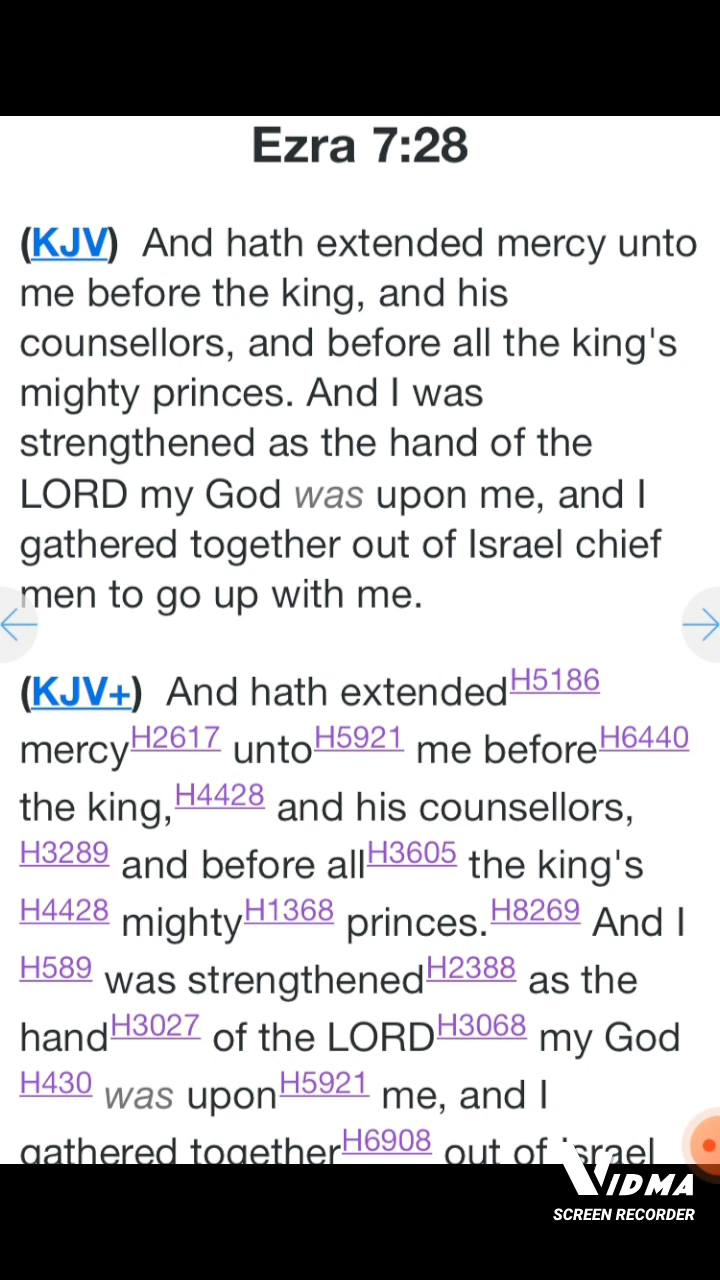 Ezra 7:28
(KJV) And hath extended mercy unto
me before the king, and his
counsellors, and before all the king's
mighty princes. And I was
strengthened as the hand of the
LORD my God was upon me, and I
gathered together out of Israel chief
men to go up with me.
(KJV+) And hath extendedH5186
mercyH2617 untoH5921 me beforeH6440
the king,H4428 and his counsellors,
H3289 and before allH3605 the king's
H4428 mightyH1368 princes.H8269 And I
H589 was strengthenedH2388 as the
handH3027 of the LORDH3068 my God
H430 was uponH5921 me, and I
gathered togetherH6908 out of Israel
VIDMA
SCREEN RECORDER